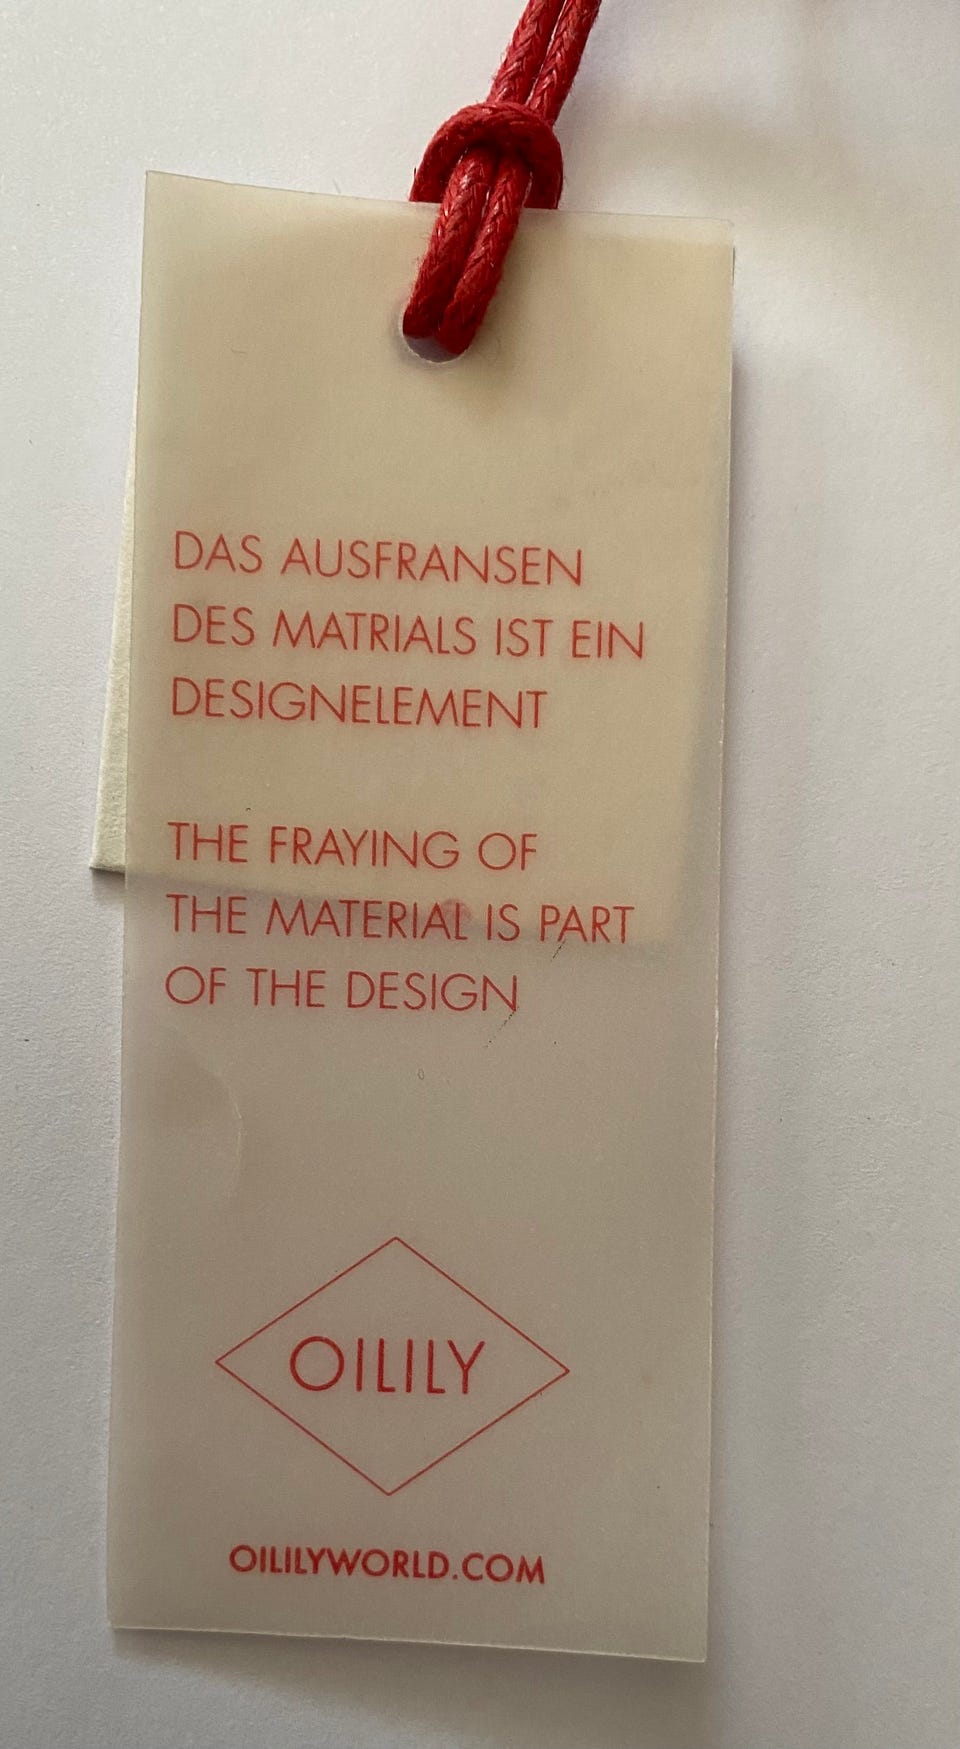 DAS AUSFRANSEN
DES MATRIALS IST EIN
DESIGNELEMENT
THE FRAYING OF
THE MATERIAL IS PART
OF THE DESIGN
OILILY
OILILYWORLD.COM